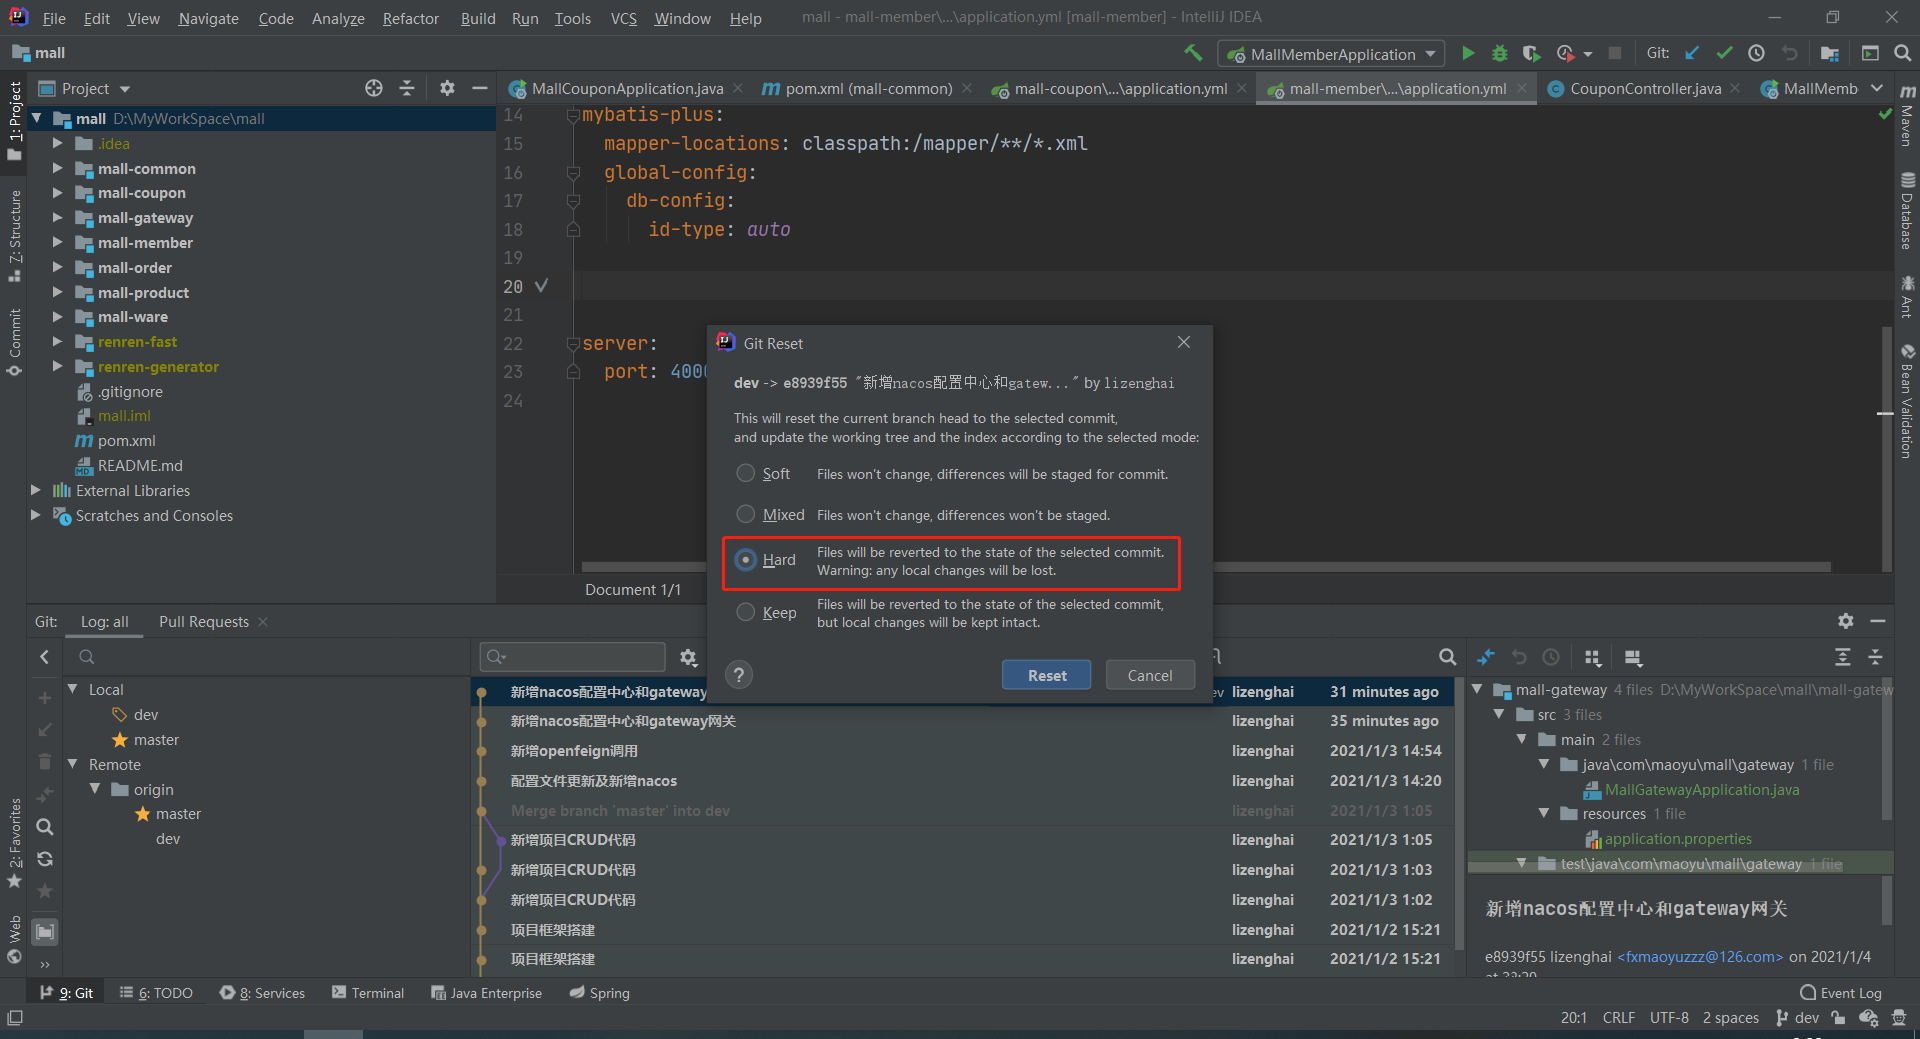 File Edit View Navigate Code Analyze Refactor Build Run Tools VCS Window Help mall - mall-member\...\application.yml [mall-member] - IntelliJ IDEA
mall MallMemberApplication Git:
Project MallCouponApplication.java pom.xml (mall-common) mall-coupon\...\application.yml mall-member\...\application.yml CouponController.java MallMemb
1: Project
7: Structure
Commit
2: Favorites
Web
mall D:\MyWorkSpace\mall
.idea
mall-common
mall-coupon
mall-gateway
mall-member
mall-order
mall-product
mall-ware
renren-fast
renren-generator
.gitignore
mall.iml
pom.xml
README.md
External Libraries
Scratches and Consoles
14 mybatis-plus:
15 mapper-locations: classpath:/mapper/**/*.xml
16 global-config:
17 db-config:
18 id-type: auto
19
20
21
22 server:
23 port: 4000
24
Document 1/1
Maven
Database
Ant
Bean Validation
Git Reset
dev -> e8939f55 "新增nacos配置中心和gatew..." by lizenghai
This will reset the current branch head to the selected commit,
and update the working tree and the index according to the selected mode:
Soft Files won't change, differences will be staged for commit.
Mixed Files won't change, differences won't be staged.
Hard Files will be reverted to the state of the selected commit.
Warning: any local changes will be lost.
Keep Files will be reverted to the state of the selected commit,
but local changes will be kept intact.
? Reset Cancel
Git: Log: all Pull Requests
Local
dev
master
Remote
origin
master
dev
新增nacos配置中心和gateway ev lizenghai 31 minutes ago
新增nacos配置中心和gateway网关 lizenghai 35 minutes ago
新增openfeign调用 lizenghai 2021/1/3 14:54
配置文件更新及新增nacos lizenghai 2021/1/3 14:20
Merge branch 'master' into dev lizenghai 2021/1/3 1:05
新增项目CRUD代码 lizenghai 2021/1/3 1:05
新增项目CRUD代码 lizenghai 2021/1/3 1:03
新增项目CRUD代码 lizenghai 2021/1/3 1:02
项目框架搭建 lizenghai 2021/1/2 15:21
项目框架搭建 lizenghai 2021/1/2 15:21
mall-gateway 4 files D:\MyWorkSpace\mall\mall-gatew
src 3 files
main 2 files
java\com\maoyu\mall\gateway 1 file
MallGatewayApplication.java
resources 1 file
application.properties
test\java\com\maoyu\mall\gateway 1 file
新增nacos配置中心和gateway网关
e8939f55 lizenghai <fxmaoyuzzz@126.com> on 2021/1/4
9: Git 6: TODO 8: Services Terminal Java Enterprise Spring Event Log
20:1 CRLF UTF-8 2 spaces dev